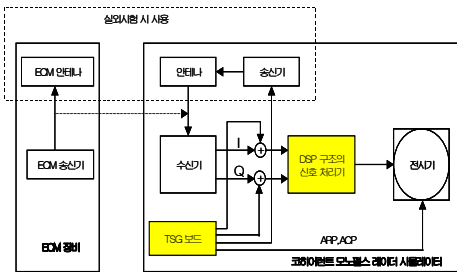 실외시험 시 사용
ECM 안테나
안테나
송신기
ECM 송신기
수신기
I
Q
DSP 구조의
신호 처리기
전시기
TSG 보드
ARP,ACP
ECM 장비
코히어런트 모노펄스 레이더 시뮬레이터